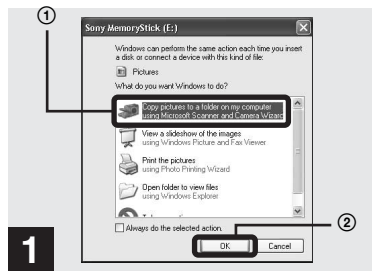 ①
Sony MemoryStick (E:)
Windows can perform the same action each time you insert
a disk or connect a device with this kind of file:
Pictures
What do you want Windows to do?
Copy pictures to a folder on my computer
using Microsoft Scanner and Camera Wizard
View a slideshow of the images
using Windows Picture and Fax Viewer
Print the pictures
using Photo Printing Wizard
Open folder to view files
using Windows Explorer
Always do the selected action.
②
OK
Cancel
1